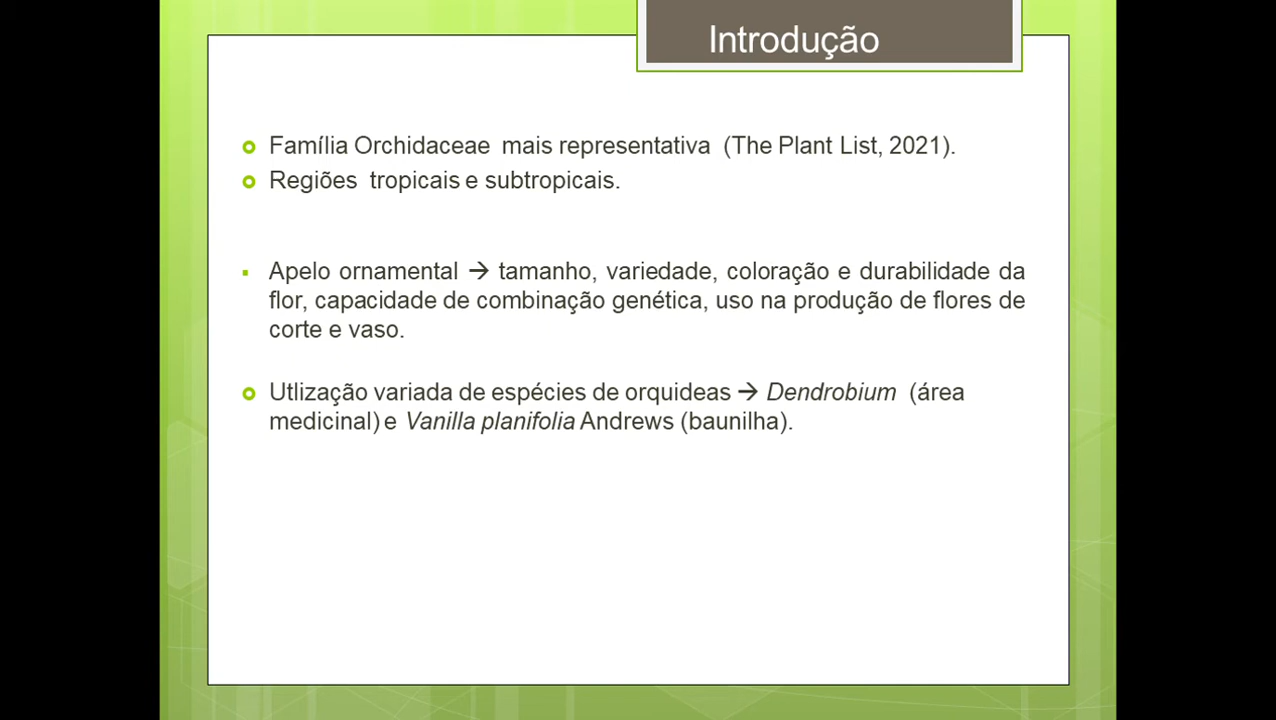 Introdução
Família Orchidaceae mais representativa (The Plant List, 2021).
Regiões tropicais e subtropicais.
Apelo ornamental → tamanho, variedade, coloração e durabilidade da
flor, capacidade de combinação genética, uso na produção de flores de
corte e vaso.
Utlização variada de espécies de orquideas → Dendrobium (área
medicinal) e Vanilla planifolia Andrews (baunilha).